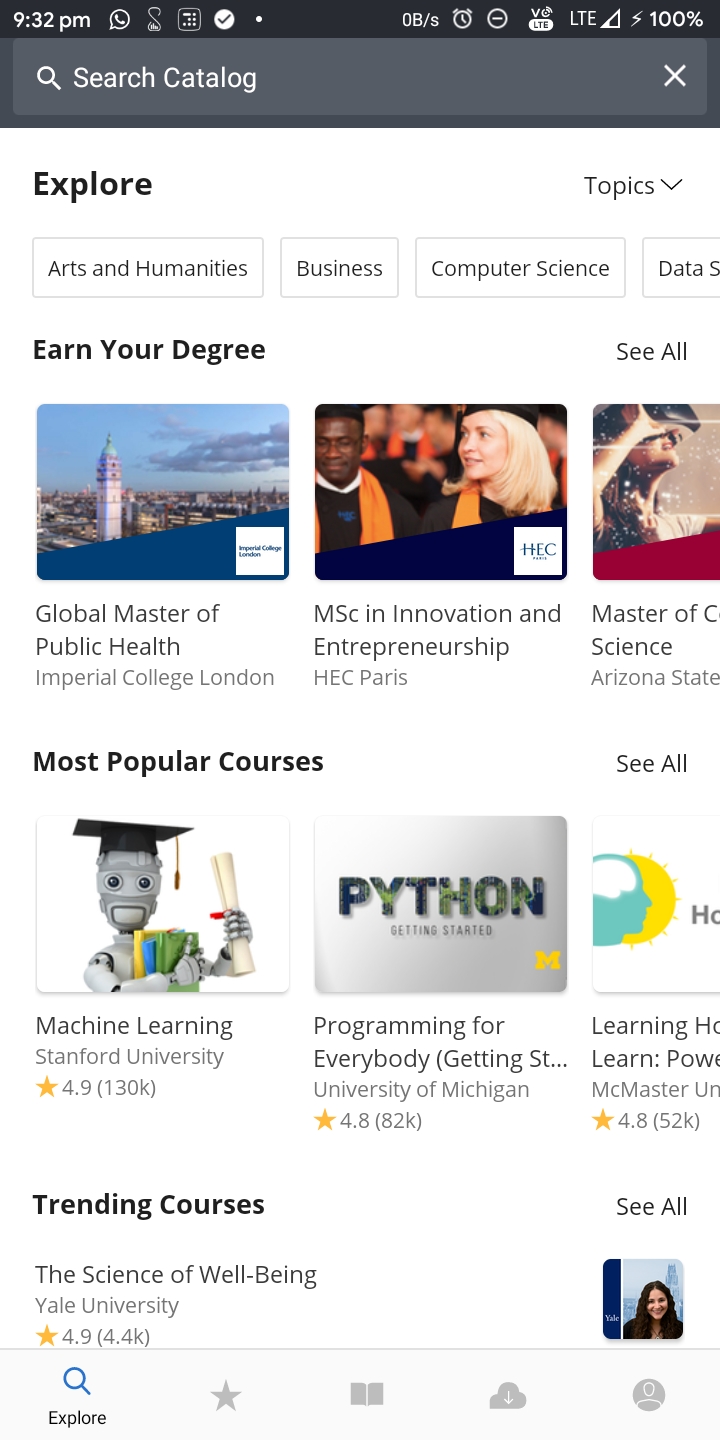 9:32 pm
0B/s
LTE
LTE
100%
Search Catalog
Explore
Topics
Arts and Humanities
Business
Computer Science
Data S
Earn Your Degree
See All
Imperial College
London
HEC
PARIS
Global Master of
Public Health
Imperial College London
MSc in Innovation and
Entrepreneurship
HEC Paris
Master of C
Science
Arizona State
Most Popular Courses
See All
PYTHON
GETTING STARTED
M
Ho
Machine Learning
Stanford University
4.9 (130k)
Programming for
Everybody (Getting St...
University of Michigan
4.8 (82k)
Learning Ho
Learn: Powe
McMaster Un
4.8 (52k)
Trending Courses
See All
The Science of Well-Being
Yale University
4.9 (4.4k)
Yale
Explore